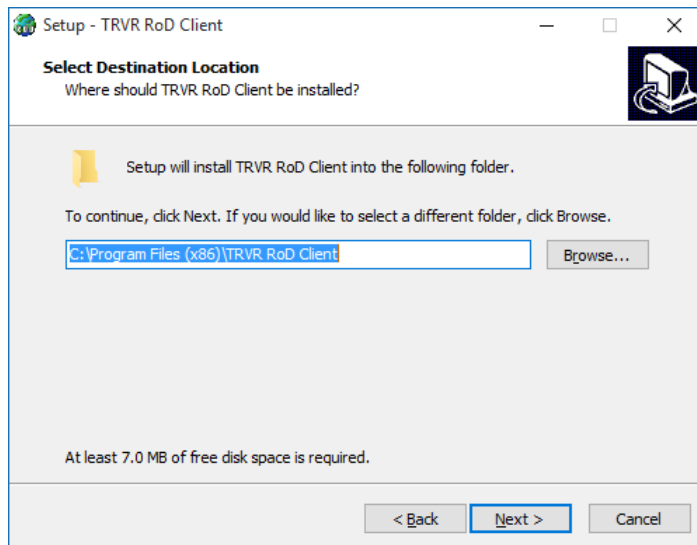 Setup - TRVR RoD Client
Select Destination Location
Where should TRVR RoD Client be installed?
Setup will install TRVR RoD Client into the following folder.
To continue, click Next. If you would like to select a different folder, click Browse.
C:\Program Files (x86)\TRVR RoD Client
Browse...
At least 7.0 MB of free disk space is required.
< Back
Next >
Cancel